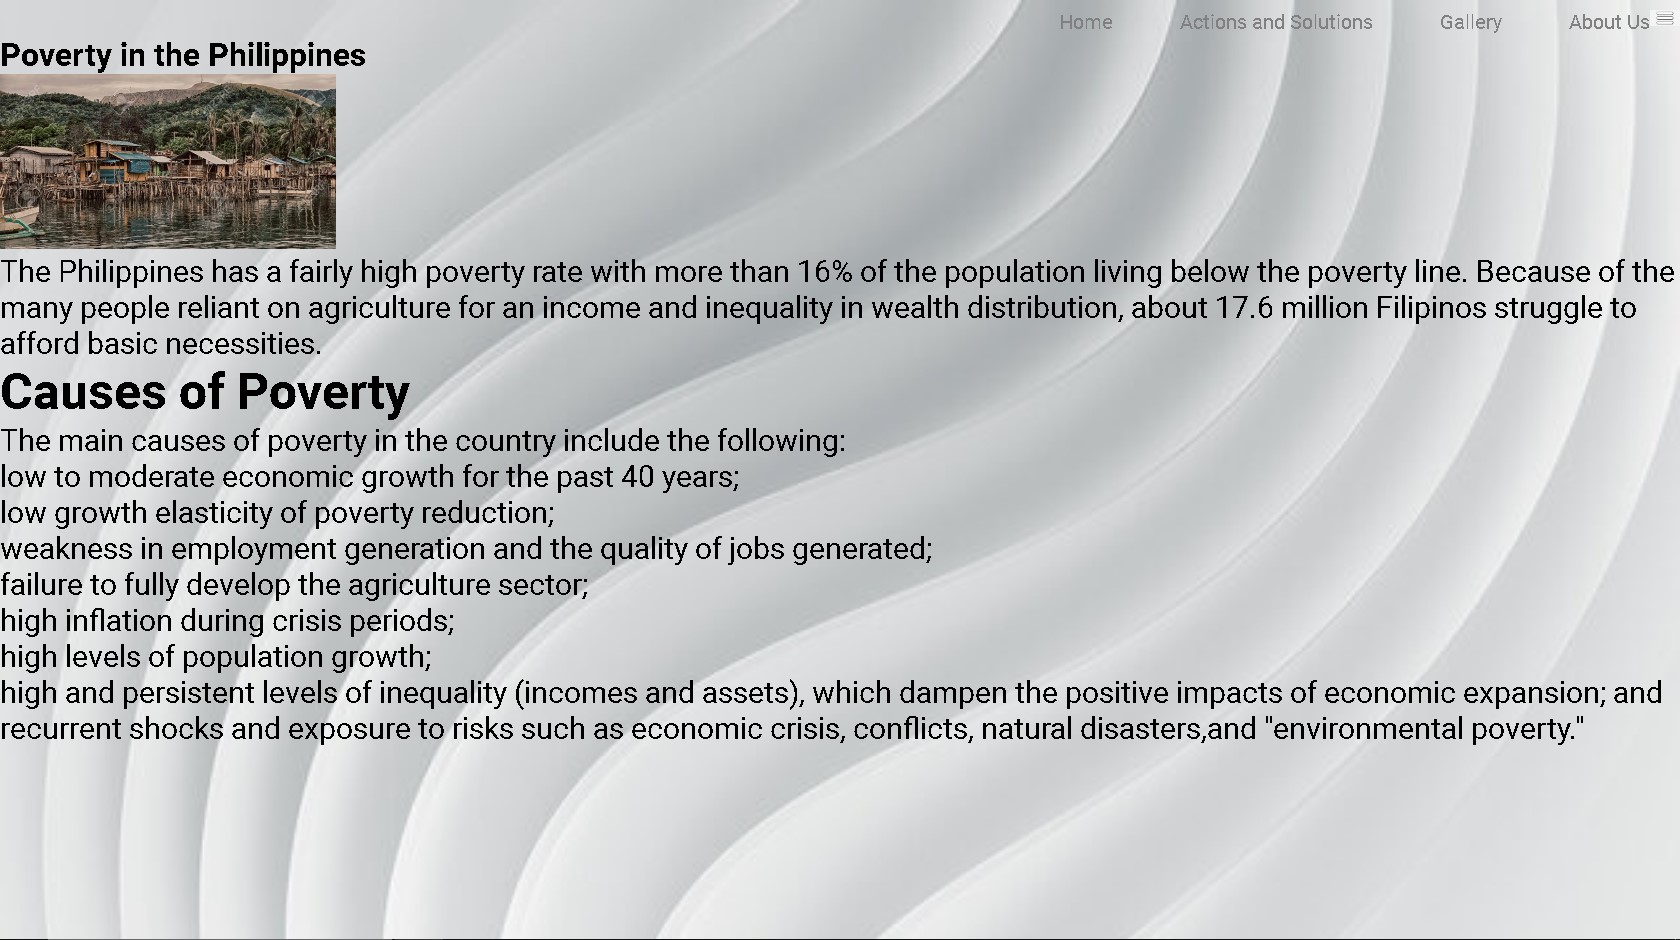 Home Actions and Solutions Gallery About Us
Poverty in the Philippines
The Philippines has a fairly high poverty rate with more than 16% of the population living below the poverty line. Because of the
many people reliant on agriculture for an income and inequality in wealth distribution, about 17.6 million Filipinos struggle to
afford basic necessities.
Causes of Poverty
The main causes of poverty in the country include the following:
low to moderate economic growth for the past 40 years;
low growth elasticity of poverty reduction;
weakness in employment generation and the quality of jobs generated;
failure to fully develop the agriculture sector;
high inflation during crisis periods;
high levels of population growth;
high and persistent levels of inequality (incomes and assets), which dampen the positive impacts of economic expansion; and
recurrent shocks and exposure to risks such as economic crisis, conflicts, natural disasters,and "environmental poverty."